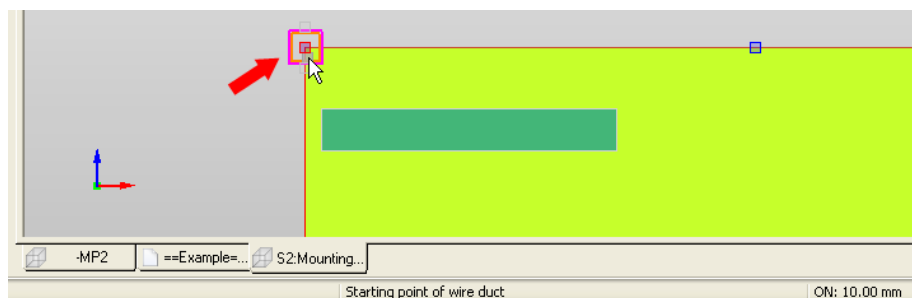 -MP2
==Example=...
S2:Mounting...
Starting point of wire duct
ON: 10.00 mm